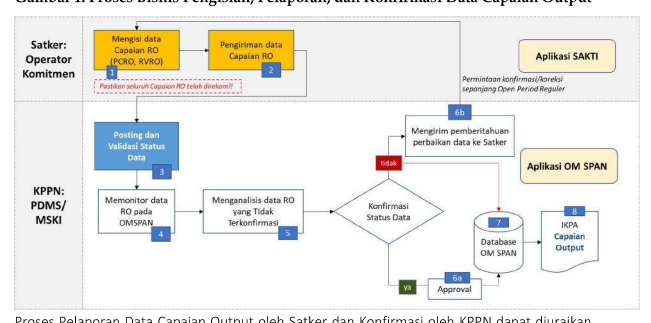 Gambar 1. Proses Bisnis Pengisian, Pelaporan, dan Konfirmasi Data Capaian Output
Satker:
Operator
Komitmen
Mengisi data
Capaian RO
(PCRO, RVRO)
1
Pengiriman data
Capaian RO
2
Pastikan seluruh Capaian RO telah direkam!!
Aplikasi SAKTI
Permintaan konfirmasi/koreksi
sepanjang Open Period Reguler
KPPN:
PDMS/
MSKI
Posting dan
Validasi Status
Data
3
Memonitor data
RO pada
OMSPAN
4
Menganalisis data RO
yang Tidak
Terkonfirmasi
5
Konfirmasi
Status Data
tidak
6b
Mengirim pemberitahuan
perbaikan data ke Satker
Aplikasi OM SPAN
ya
6a
Approval
7
Database
OM SPAN
8
IKPA
Capaian
Output
Proses Pelaporan Data Capaian Output oleh Satker dan Konfirmasi oleh KPPN dapat diuraikan